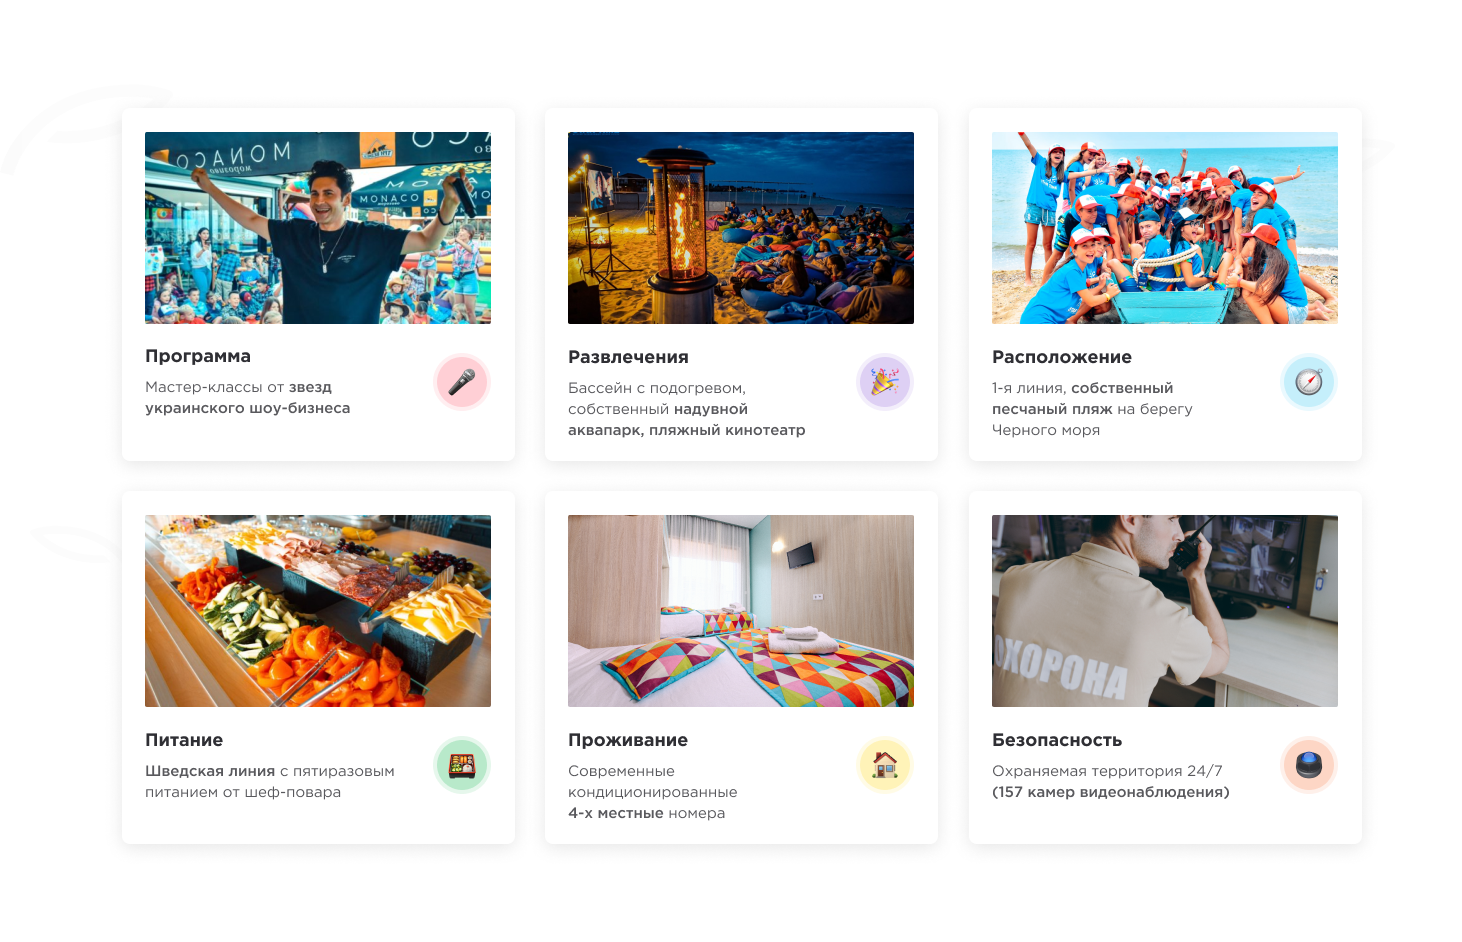 MONACO
MONACO
Программа
Мастер-классы от звезд
украинского шоу-бизнеса
Развлечения
Бассейн с подогревом,
собственный надувной
аквапарк, пляжный кинотеатр
Расположение
1-я линия, собственный
песчаный пляж на берегу
Черного моря
ОХОРОНА
Питание
Шведская линия с пятиразовым
питанием от шеф-повара
Проживание
Современные
кондиционированные
4-х местные номера
Безопасность
Охраняемая территория 24/7
(157 камер видеонаблюдения)